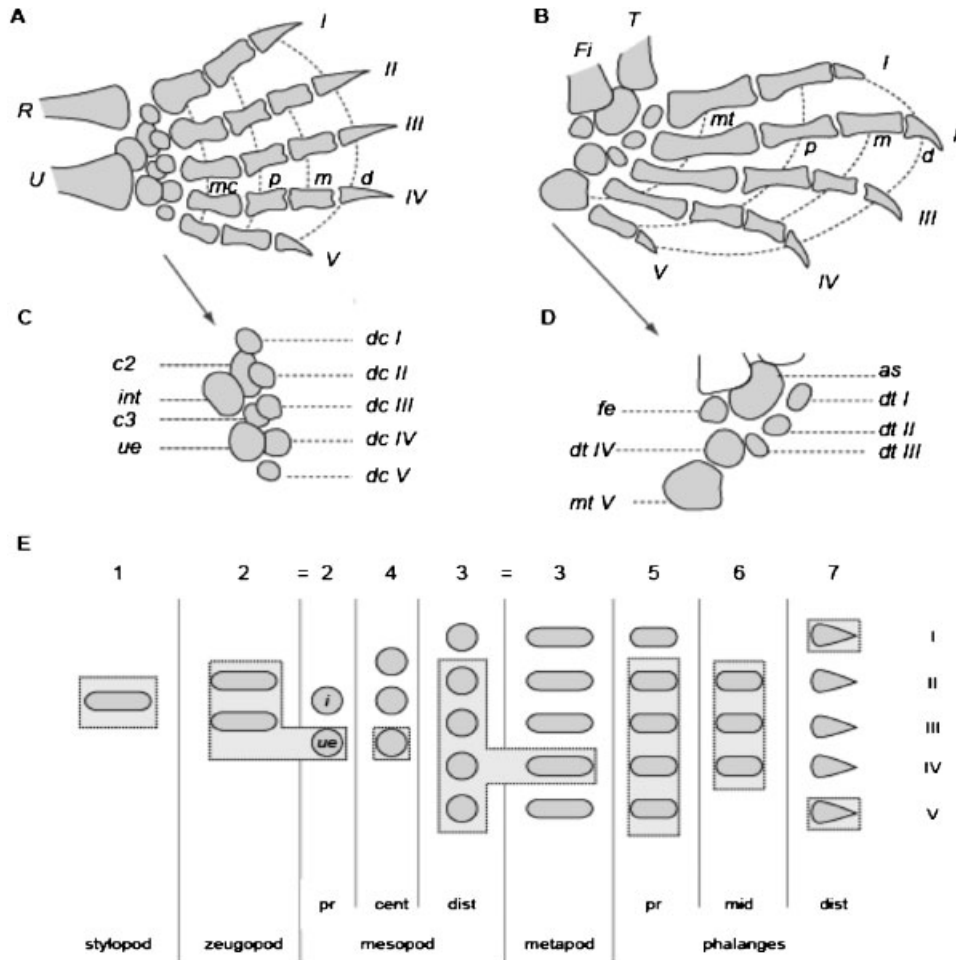 A
I
II
III
IV
V
R
U
mc
p
m
d
B
T
Fi
I
mt
p
m
d
III
IV
V
C
c2
int
c3
ue
dc I
dc II
dc III
dc IV
dc V
D
as
fe
dt I
dt II
dt IV
dt III
mt V
E
1 2 = 2 4 3 = 3 5 6 7
I
II
i
III
ue
IV
V
pr cent dist pr mid dist
stylopod zeugopod mesopod metapod phalanges